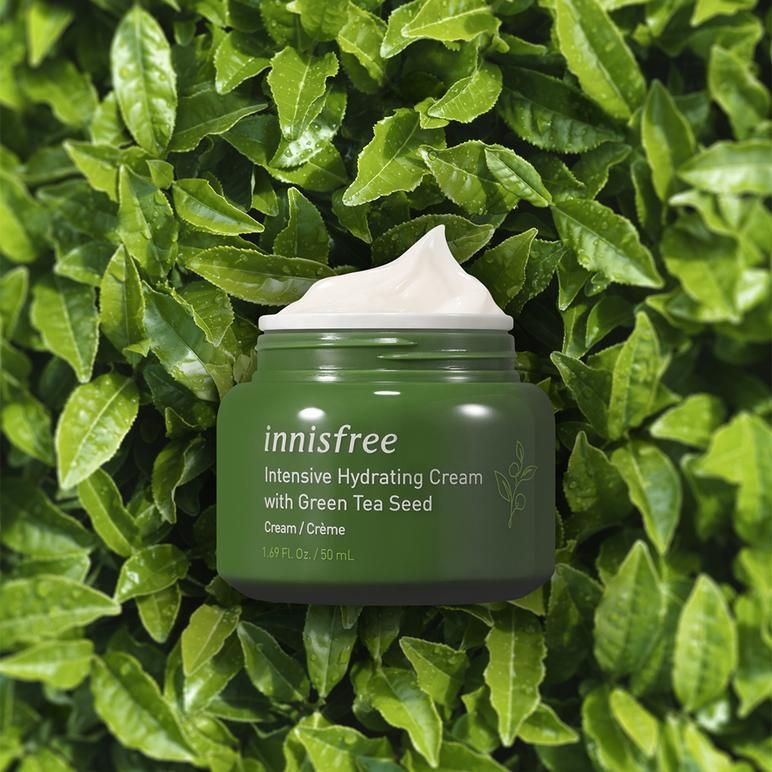 innisfree
Intensive Hydrating Cream
with Green Tea Seed
Cream / Crème
1.69 Fl. Oz. / 50 mL